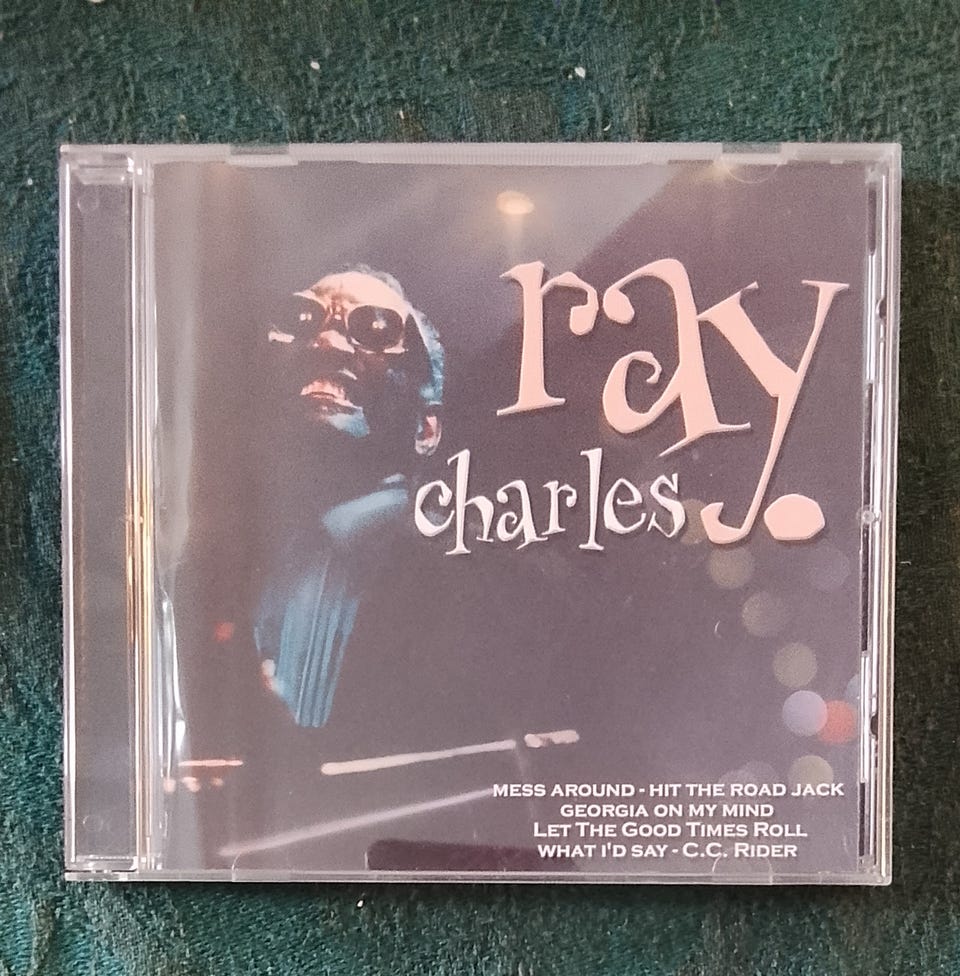 ray
charles
MESS AROUND - HIT THE ROAD JACK
GEORGIA ON MY MIND
LET THE GOOD TIMES ROLL
WHAT I'D SAY - C.C. RIDER